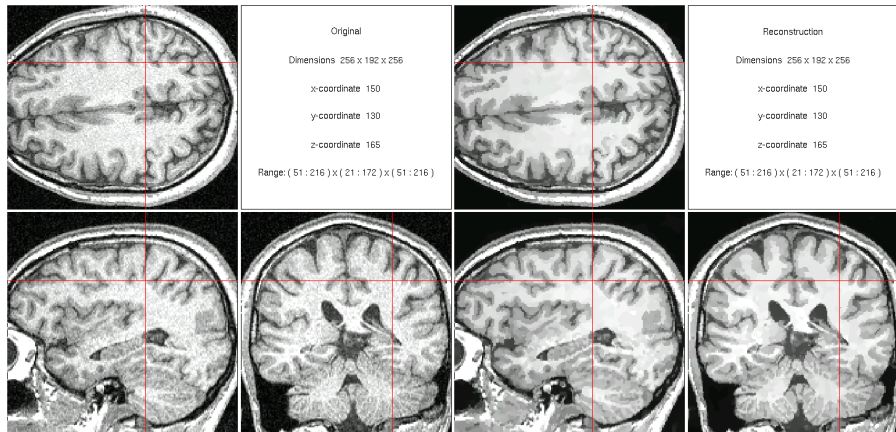 Original
Dimensions 256 x 192 x 256
x-coordinate 150
y-coordinate 130
z-coordinate 165
Range: ( 51 : 216 ) x ( 21 : 172 ) x ( 51 : 216 )
Reconstruction
Dimensions 256 x 192 x 256
x-coordinate 150
y-coordinate 130
z-coordinate 165
Range: ( 51 : 216 ) x ( 21 : 172 ) x ( 51 : 216 )